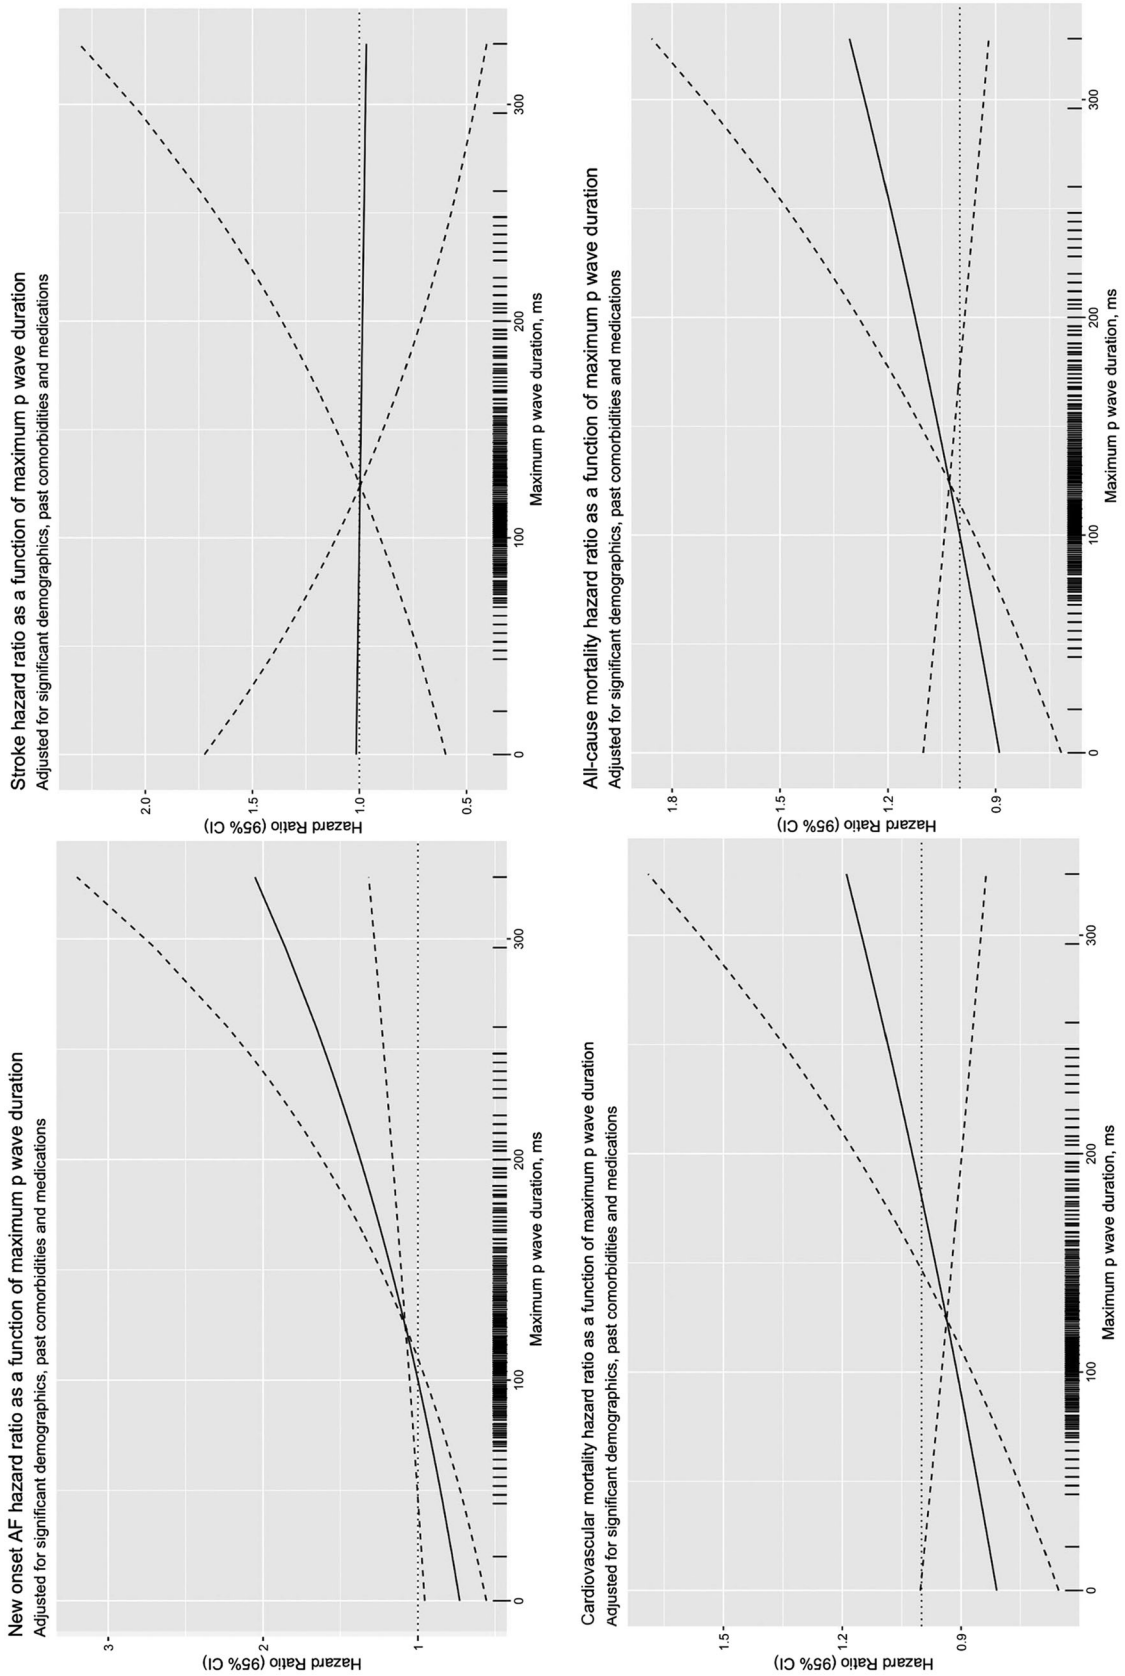 New onset AF hazard ratio as a function of maximum p wave duration
Adjusted for significant demographics, past comorbidities and medications
Hazard Ratio (95% CI)
3
2
1
0
100
200
300
Maximum p wave duration, ms
Stroke hazard ratio as a function of maximum p wave duration
Adjusted for significant demographics, past comorbidities and medications
Hazard Ratio (95% CI)
2.0
1.5
1.0
0.5
0
100
200
300
Maximum p wave duration, ms
Cardiovascular mortality hazard ratio as a function of maximum p wave duration
Adjusted for significant demographics, past comorbidities and medications
Hazard Ratio (95% CI)
1.5
1.2
0.9
0
100
200
300
Maximum p wave duration, ms
All-cause mortality hazard ratio as a function of maximum p wave duration
Adjusted for significant demographics, past comorbidities and medications
Hazard Ratio (95% CI)
1.8
1.5
1.2
0.9
0
100
200
300
Maximum p wave duration, ms